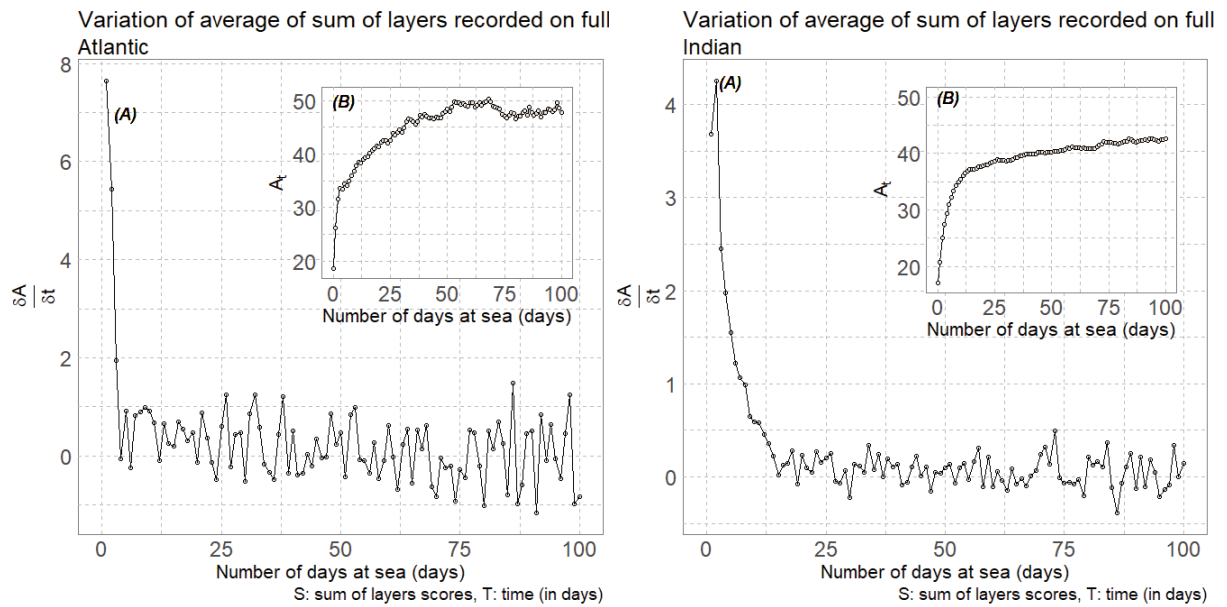 Variation of average of sum of layers recorded on full
Atlantic
8
6
4
2
0
δA
δt
(A)
(B)
50
40
30
20
At
0 25 50 75 100
Number of days at sea (days)
0 25 50 75 100
Number of days at sea (days)
S: sum of layers scores, T: time (in days)
Variation of average of sum of layers recorded on full
Indian
4
3
2
1
0
δA
δt
(A)
(B)
50
40
30
20
At
0 25 50 75 100
Number of days at sea (days)
0 25 50 75 100
Number of days at sea (days)
S: sum of layers scores, T: time (in days)